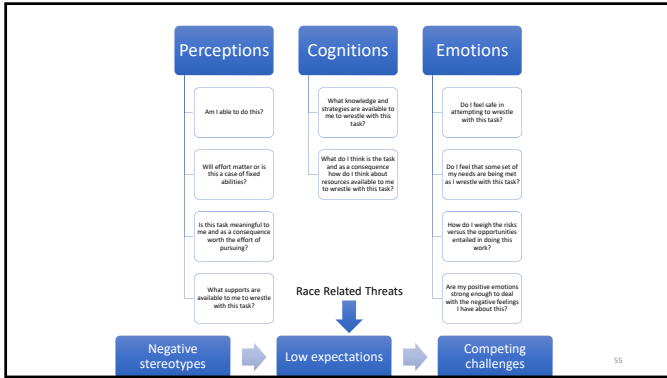 Perceptions
Am I able to do this?
Will effort matter or is
this a case of fixed
abilities?
Is this task meaningful to
me and as a consequence
worth the effort of
pursuing?
What supports are
available to me to wrestle
with this task?
Cognitions
What knowledge and
strategies are available to
me to wrestle with this
task?
What do I think is the task
and as a consequence
how do I think about
resources available to me
to wrestle with this task?
Emotions
Do I feel safe in
attempting to wrestle
with this task?
Do I feel that some set of
my needs are being met
as I wrestle with this task?
How do I weigh the risks
versus the opportunities
entailed in doing this
work?
Are my positive emotions
strong enough to deal
with the negative feelings
I have about this?
Race Related Threats
Negative
stereotypes
Low expectations
Competing
challenges
55